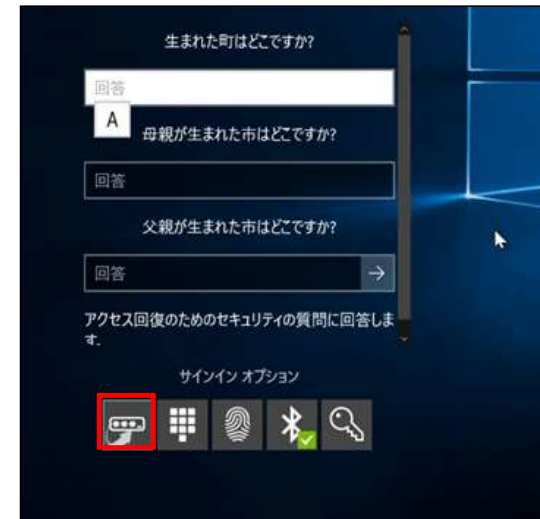 生まれた町はどこですか?
回答
A
母親が生まれた市はどこですか?
回答
父親が生まれた市はどこですか?
回答
アクセス回復のためのセキュリティの質問に回答しま
す.
サインイン オプション